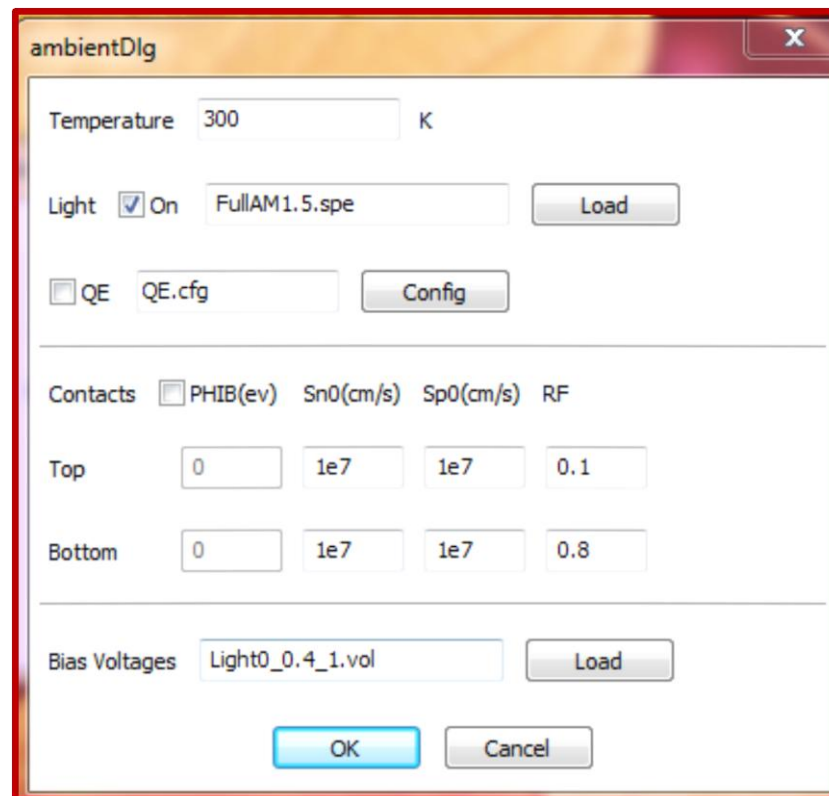 ambientDlg
Temperature 300 K
Light On FullAM1.5.spe Load
QE QE.cfg Config
Contacts PHIB(ev) Sn0(cm/s) Sp0(cm/s) RF
Top 0 1e7 1e7 0.1
Bottom 0 1e7 1e7 0.8
Bias Voltages Light0_0.4_1.vol Load
OK Cancel